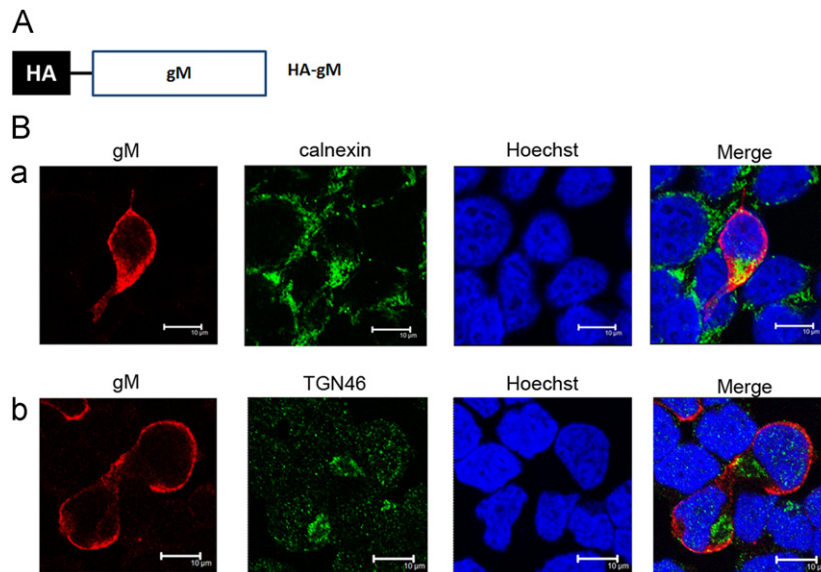 A
HA gM HA-gM
B
gM calnexin Hoechst Merge
a
10 µm 10 µm 10 µm 10 µm
gM TGN46 Hoechst Merge
b
10 µm 10 µm 10 µm 10 µm